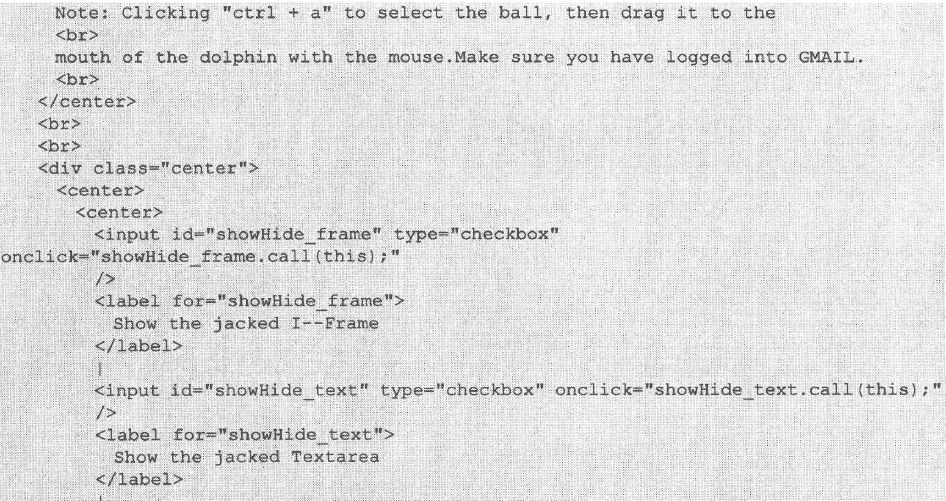 Note: Clicking "ctrl + a" to select the ball, then drag it to the
<br>
mouth of the dolphin with the mouse.Make sure you have logged into GMAIL.
<br>
</center>
<br>
<br>
<div class="center">
<center>
<center>
<input id="showHide_frame" type="checkbox"
onclick="showHide_frame.call(this);"
/>
<label for="showHide_frame">
Show the jacked I--Frame
</label>
|
<input id="showHide_text" type="checkbox" onclick="showHide_text.call(this);"
/>
<label for="showHide_text">
Show the jacked Textarea
</label>
|